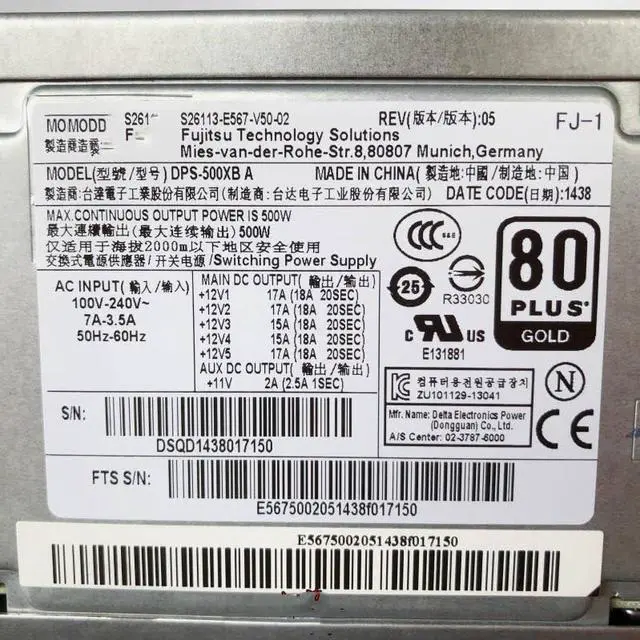 MOMODD S261 S26113-E567-V50-02 REV(版本/版本):05 FJ-1
Fujitsu Technology Solutions
製造商
Mies-van-der-Rohe-Str.8,80807 Munich,Germany
MODEL(型號/型号) DPS-500XB A MADE IN CHINA( 製造地:中國 / 制造地:中国 )
製造商: 台達電子工業股份有限公司(制造商: 台达电子工业股份有限公司) DATE CODE(日期):1438
MAX.CONTINUOUS OUTPUT POWER IS 500W
最大連續輸出(最大连续输出) 500W
仅适用于海拔2000m以下地区安全使用
交換式電源供應器 / 开关电源 /Switching Power Supply
AC INPUT( 輸入/输入)
100V-240V~
7A-3.5A
50Hz-60Hz
MAIN DC OUTPUT( 輸出/输出)
+12V1 17A (18A 20SEC)
+12V2 17A (18A 20SEC)
+12V3 15A (18A 20SEC)
+12V4 15A (18A 20SEC)
+12V5 17A (18A 20SEC)
AUX DC OUTPUT( 輸出/输出)
+11V 2A (2.5A 1SEC)
CCC
25
R33030
c RU US
E131881
80
PLUS
GOLD
컴퓨터용전원공급장치
ZU101129-13041
Mfr. Name: Delta Electronics Power
(Dongguan) Co., Ltd.
A/S Center: 02-3787-6000
N
CE
S/N:
DSQD1438017150
FTS S/N:
E5675002051438f017150
E5675002051438f017150